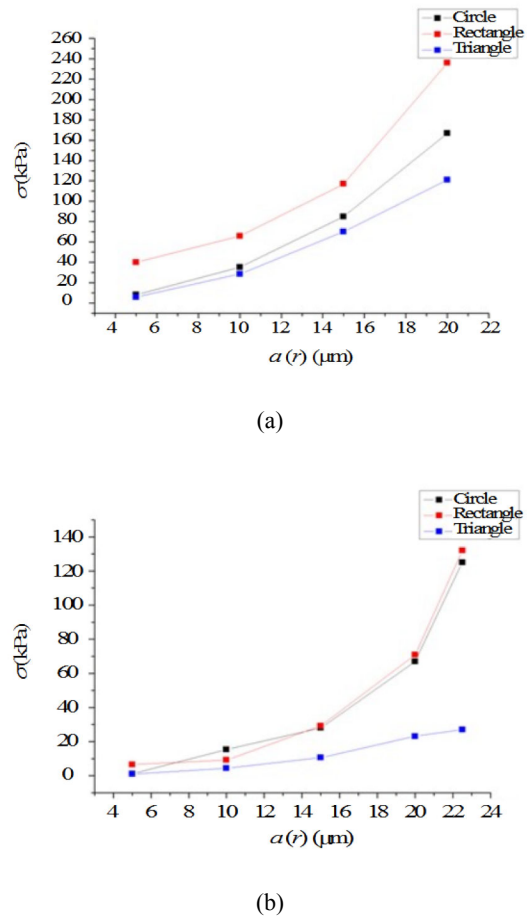 Circle
Rectangle
Triangle
260
240
220
200
180
160
140
120
100
80
60
40
20
0
σ(kPa)
4 6 8 10 12 14 16 18 20 22
a (r) (μm)
(a)
Circle
Rectangle
Triangle
140
120
100
80
60
40
20
0
σ(kPa)
4 6 8 10 12 14 16 18 20 22 24
a (r) (μm)
(b)